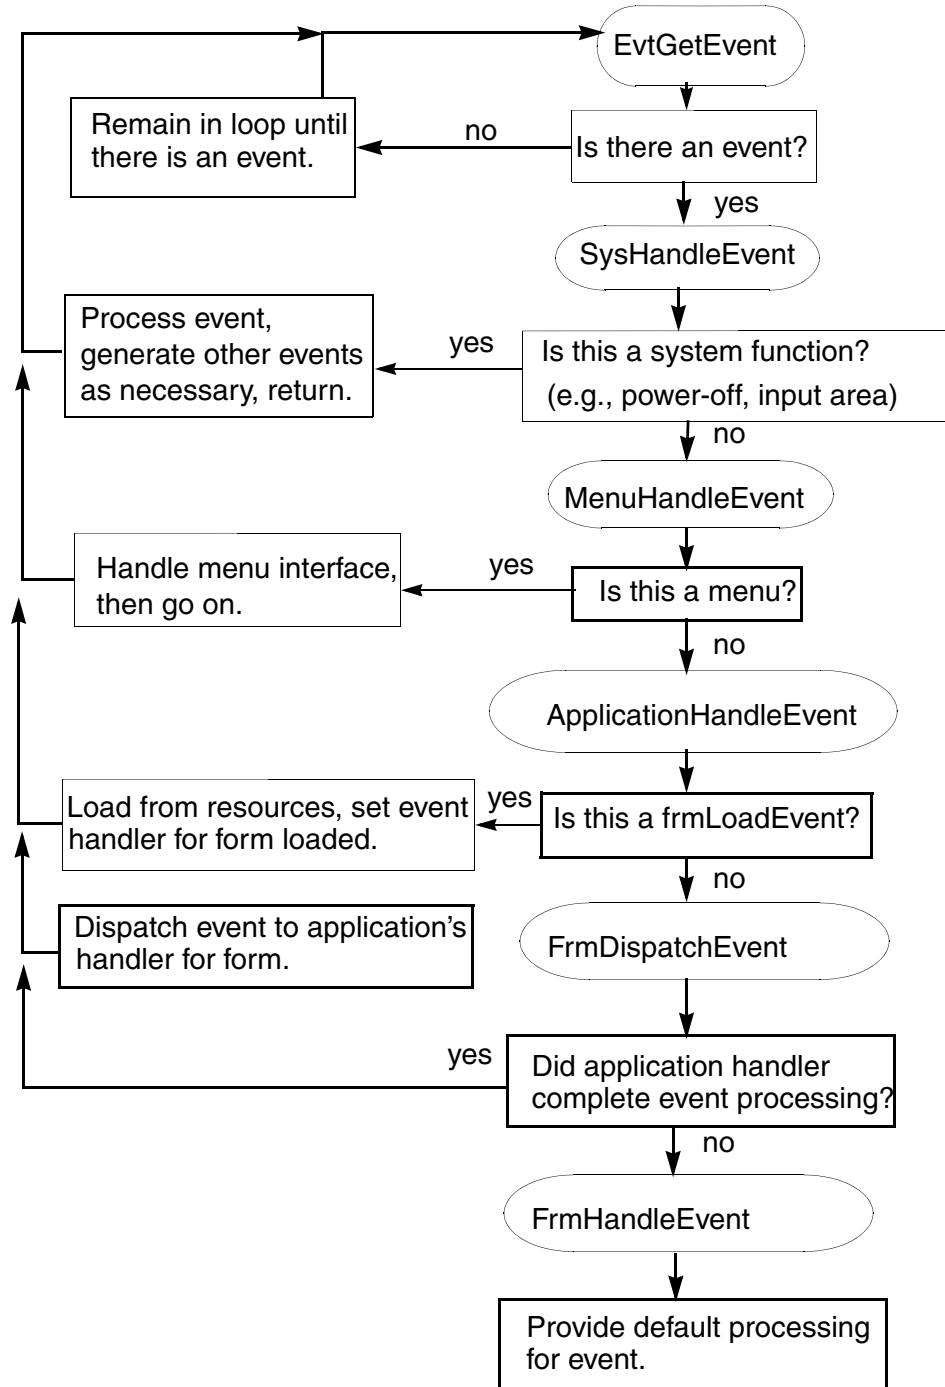 EvtGetEvent
Remain in loop until
there is an event.
no
Is there an event?
yes
SysHandleEvent
Process event,
generate other events
as necessary, return.
yes
Is this a system function?
(e.g., power-off, input area)
no
MenuHandleEvent
Handle menu interface,
then go on.
yes
Is this a menu?
no
ApplicationHandleEvent
Load from resources, set event
handler for form loaded.
yes
Is this a frmLoadEvent?
no
Dispatch event to application’s
handler for form.
FrmDispatchEvent
yes
Did application handler
complete event processing?
no
FrmHandleEvent
Provide default processing
for event.